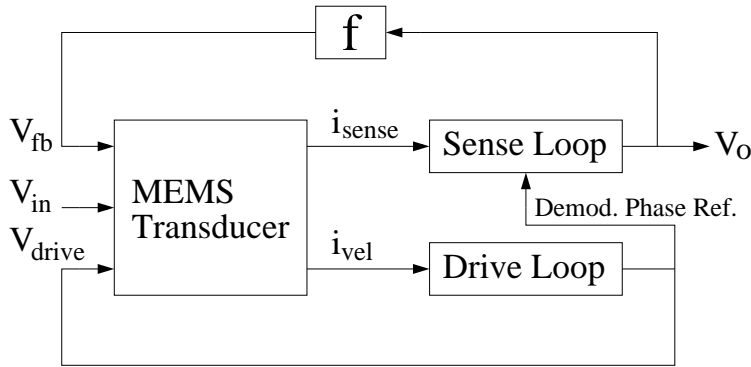 f
V_fb
i_sense
Sense Loop
V_o
V_in
MEMS
Transducer
Demod. Phase Ref.
V_drive
i_vel
Drive Loop